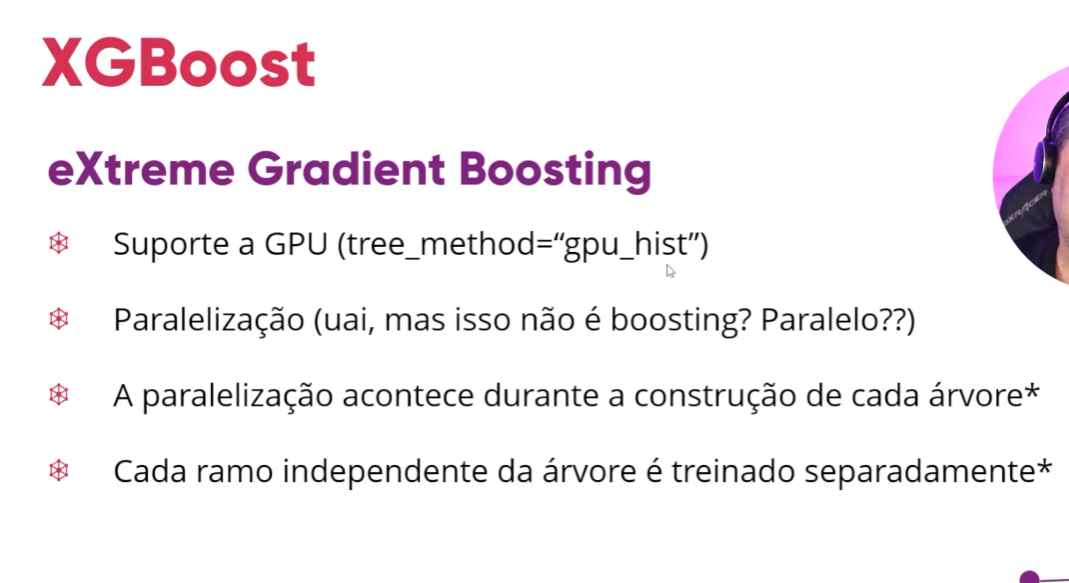 XGBoost
eXtreme Gradient Boosting
Suporte a GPU (tree_method=“gpu_hist”)
Paralelização (uai, mas isso não é boosting? Paralelo??)
A paralelização acontece durante a construção de cada árvore*
Cada ramo independente da árvore é treinado separadamente*